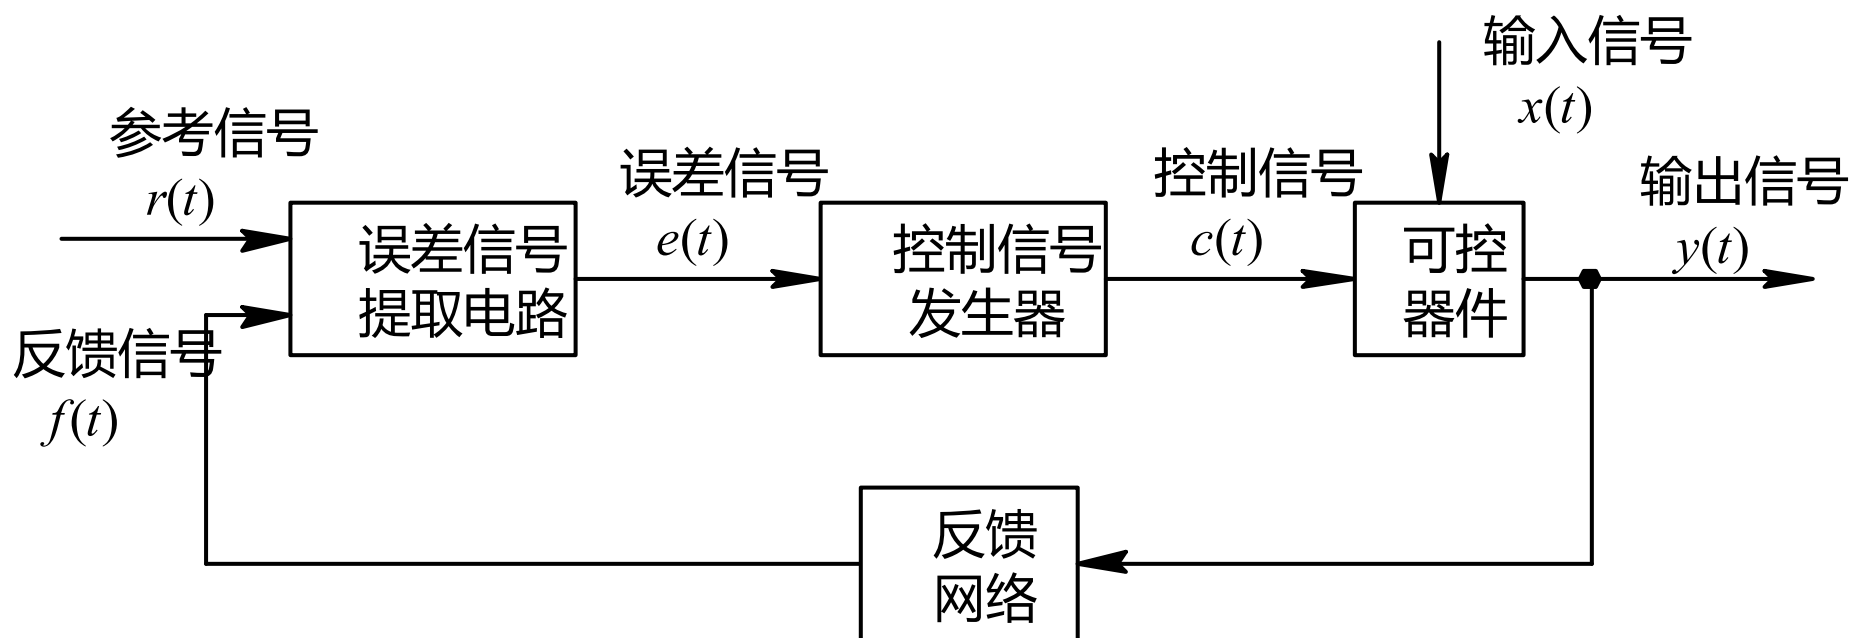 输入信号
x(t)
参考信号
r(t)
误差信号
e(t)
控制信号
c(t)
输出信号
y(t)
误差信号
提取电路
控制信号
发生器
可控
器件
反馈信号
f(t)
反馈
网络